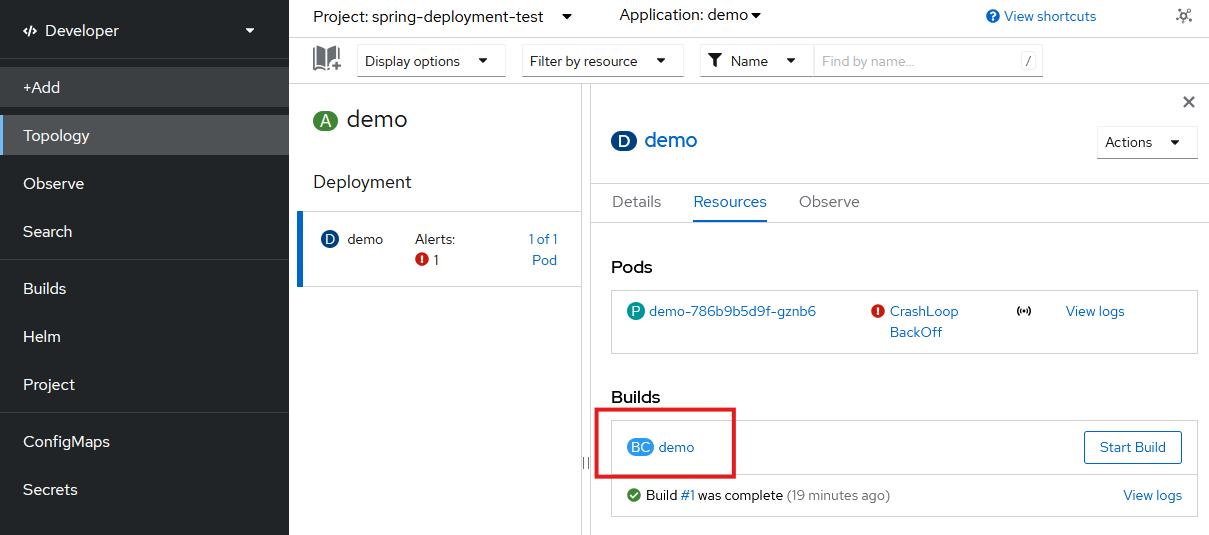 Developer
+Add
Topology
Observe
Search
Builds
Helm
Project
ConfigMaps
Secrets
Project: spring-deployment-test
Application: demo
View shortcuts
Display options
Filter by resource
Name
Find by name...
/
A demo
Deployment
D demo
Alerts:
1
1 of 1
Pod
D demo
Actions
Details
Resources
Observe
Pods
P demo-786b9b5d9f-gznb6
CrashLoop
BackOff
View logs
Builds
BC demo
Start Build
Build #1 was complete (19 minutes ago)
View logs